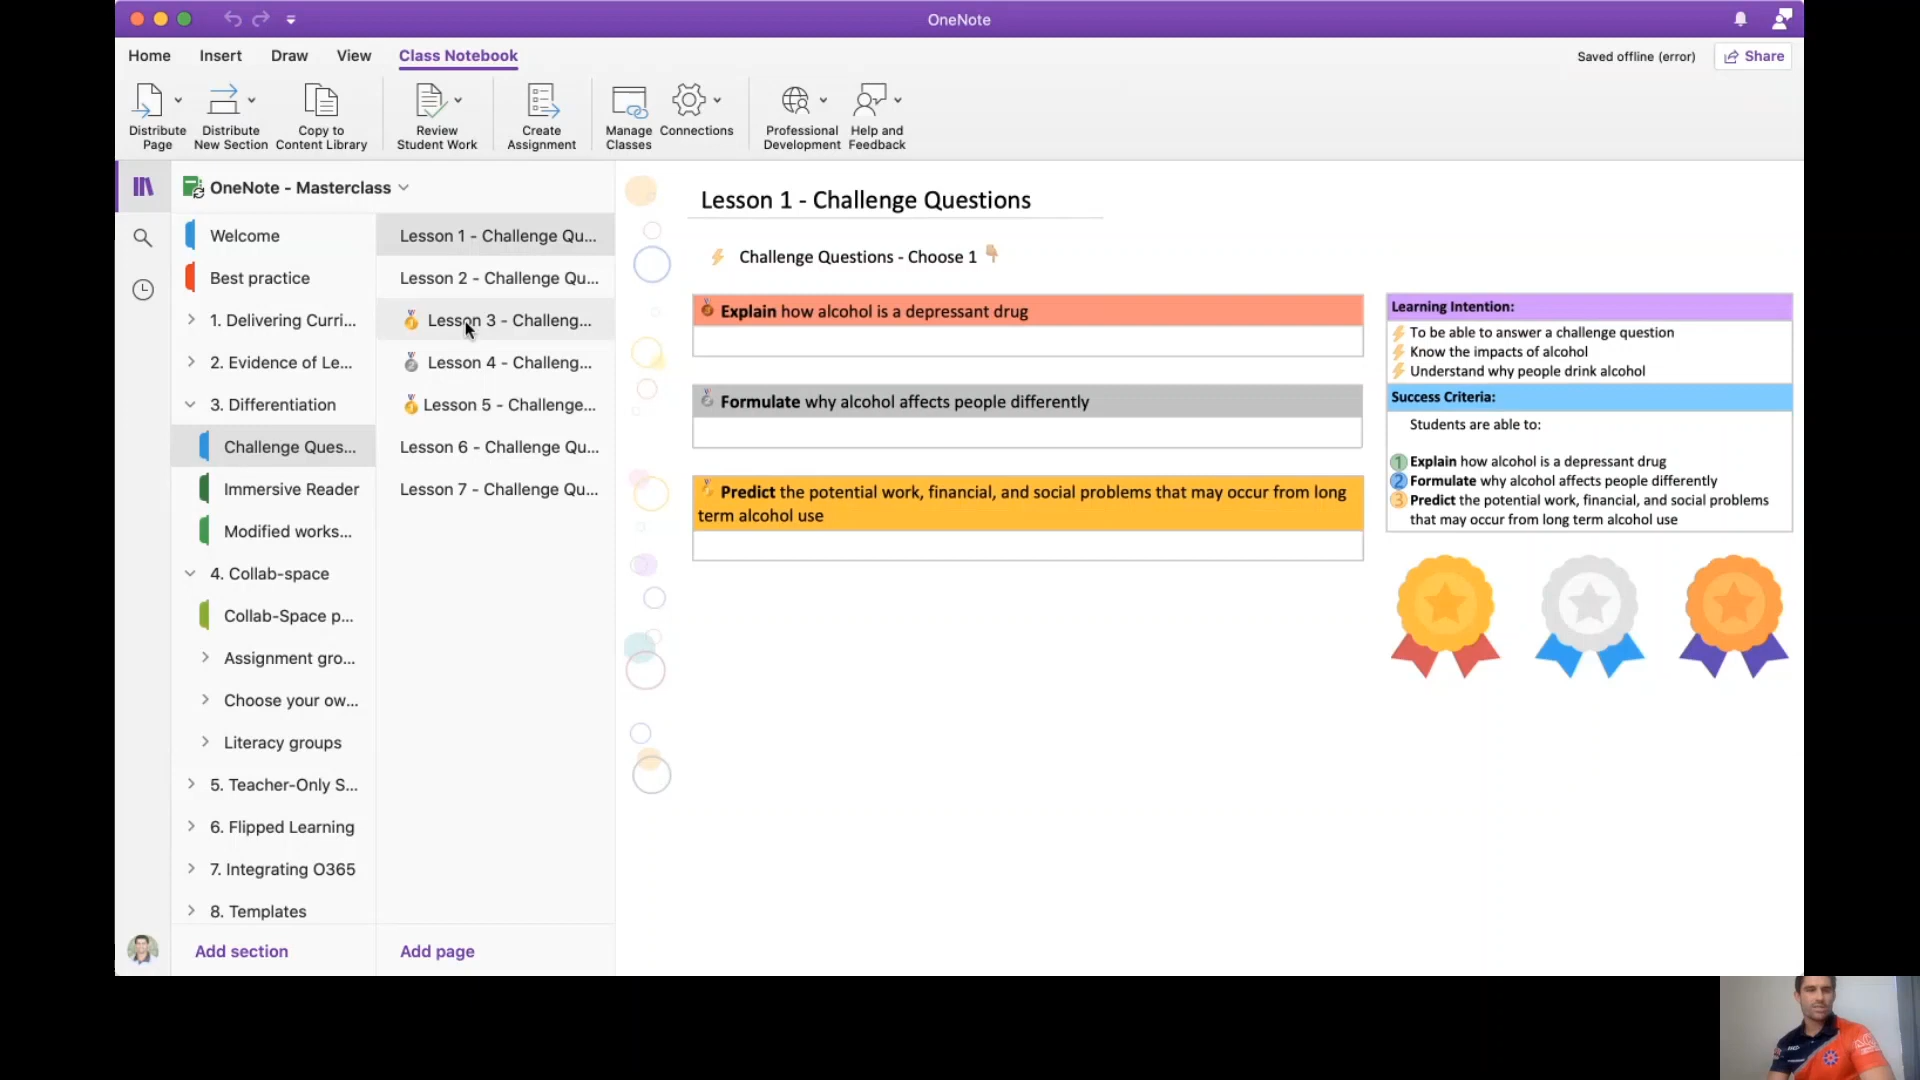 OneNote
Home
Insert
Draw
View
Class Notebook
Saved offline (error)
Share
Distribute
Page
Distribute
New Section
Copy to
Content Library
Review
Student Work
Create
Assignment
Manage
Classes
Connections
Professional
Development
Help and
Feedback
OneNote - Masterclass
Welcome
Best practice
1. Delivering Curri...
2. Evidence of Le...
3. Differentiation
Challenge Ques...
Immersive Reader
Modified works...
4. Collab-space
Collab-Space p...
Assignment gro...
Choose your ow...
Literacy groups
5. Teacher-Only S...
6. Flipped Learning
7. Integrating O365
8. Templates
Add section
Lesson 1 - Challenge Qu...
Lesson 2 - Challenge Qu...
Lesson 3 - Challeng...
Lesson 4 - Challeng...
Lesson 5 - Challenge...
Lesson 6 - Challenge Qu...
Lesson 7 - Challenge Qu...
Add page
Lesson 1 - Challenge Questions
Challenge Questions - Choose 1
Explain how alcohol is a depressant drug
Formulate why alcohol affects people differently
Predict the potential work, financial, and social problems that may occur from long
term alcohol use
Learning Intention:
To be able to answer a challenge question
Know the impacts of alcohol
Understand why people drink alcohol
Success Criteria:
Students are able to:
1 Explain how alcohol is a depressant drug
2 Formulate why alcohol affects people differently
3 Predict the potential work, financial, and social problems
that may occur from long term alcohol use